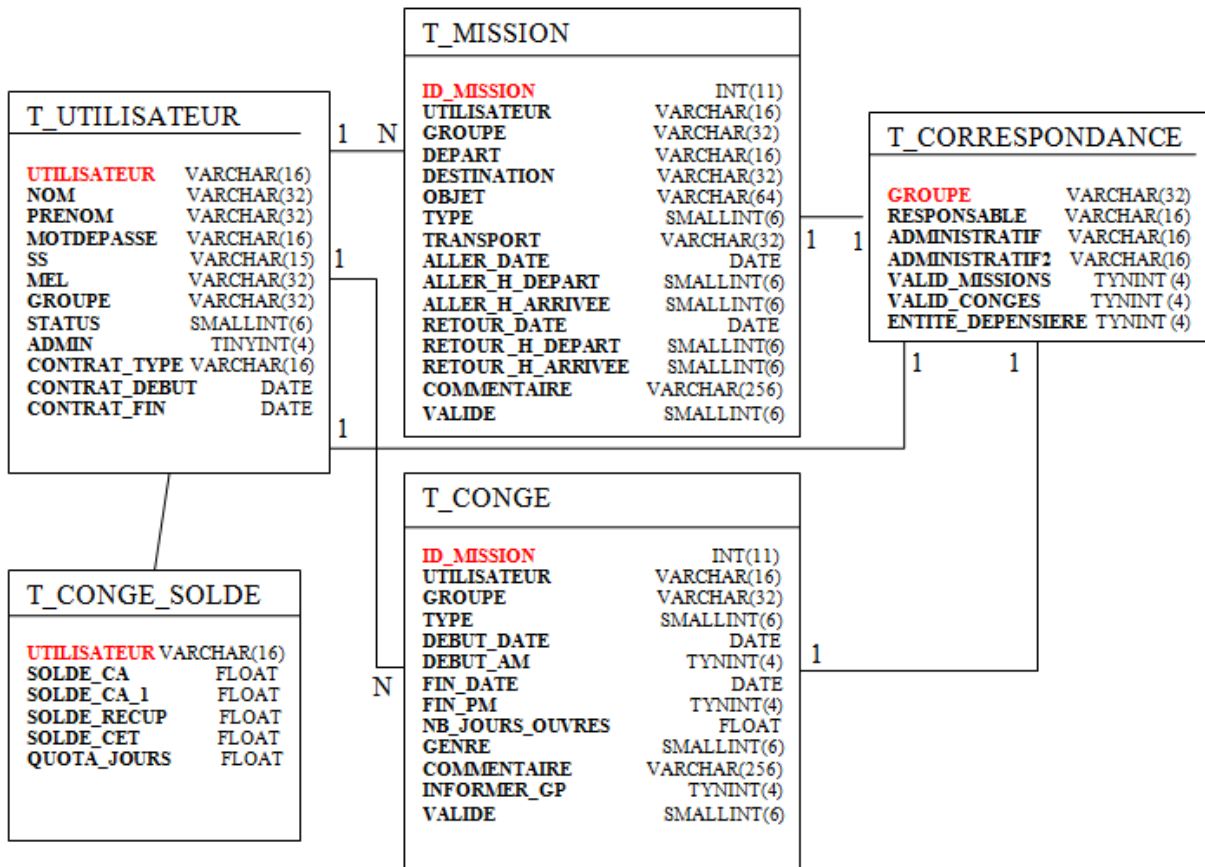 T_UTILISATEUR
UTILISATEUR VARCHAR(16)
NOM VARCHAR(32)
PRENOM VARCHAR(32)
MOTDEPASSE VARCHAR(16)
SS VARCHAR(15)
MEL VARCHAR(32)
GROUPE VARCHAR(32)
STATUS SMALLINT(6)
ADMIN TINYINT(4)
CONTRAT_TYPE VARCHAR(16)
CONTRAT_DEBUT DATE
CONTRAT_FIN DATE
1 N
1
1
T_MISSION
ID_MISSION INT(11)
UTILISATEUR VARCHAR(16)
GROUPE VARCHAR(32)
DEPART VARCHAR(16)
DESTINATION VARCHAR(32)
OBJET VARCHAR(64)
TYPE SMALLINT(6)
TRANSPORT VARCHAR(32)
ALLER_DATE DATE
ALLER_H_DEPART SMALLINT(6)
ALLER_H_ARRIVEE SMALLINT(6)
RETOUR_DATE DATE
RETOUR_H_DEPART SMALLINT(6)
RETOUR_H_ARRIVEE SMALLINT(6)
COMMENTAIRE VARCHAR(256)
VALIDE SMALLINT(6)
1 1
T_CORRESPONDANCE
GROUPE VARCHAR(32)
RESPONSABLE VARCHAR(16)
ADMINISTRATIF VARCHAR(16)
ADMINISTRATIF2 VARCHAR(16)
VALID_MISSIONS TYNINT (4)
VALID_CONGES TYNINT (4)
ENTITE_DEPENSIERE TYNINT (4)
1 1
T_CONGE_SOLDE
UTILISATEUR VARCHAR(16)
SOLDE_CA FLOAT
SOLDE_CA_1 FLOAT
SOLDE_RECUP FLOAT
SOLDE_CET FLOAT
QUOTA_JOURS FLOAT
N
T_CONGE
ID_MISSION INT(11)
UTILISATEUR VARCHAR(16)
GROUPE VARCHAR(32)
TYPE SMALLINT(6)
DEBUT_DATE DATE
DEBUT_AM TYNINT(4)
FIN_DATE DATE
FIN_PM TYNINT(4)
NB_JOURS_OUVRES FLOAT
GENRE SMALLINT(6)
COMMENTAIRE VARCHAR(256)
INFORMER_GP TYNINT(4)
VALIDE SMALLINT(6)
1